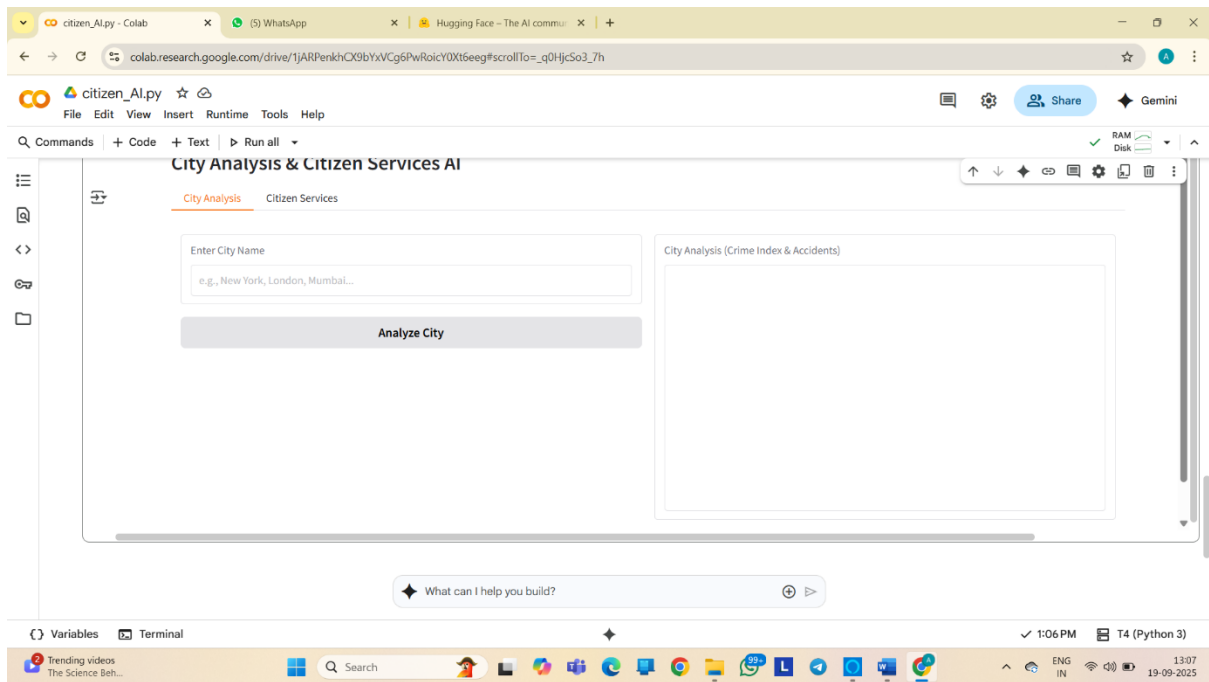 citizen_AI.py - Colab
(5) WhatsApp
Hugging Face – The AI commu
colab.research.google.com/drive/1jARPenkhCX9bYxVCg6PwRoicY0Xt6eeg#scrollTo=_q0HjcSo3_7h
A
citizen_AI.py
Share
Gemini
File Edit View Insert Runtime Tools Help
Commands + Code + Text Run all
RAM
Disk
City Analysis & Citizen Services AI
City Analysis Citizen Services
Enter City Name
e.g., New York, London, Mumbai...
Analyze City
City Analysis (Crime Index & Accidents)
What can I help you build?
Variables Terminal
1:06 PM T4 (Python 3)
2
Trending videos
The Science Beh...
Search
99+
L
A
ENG
IN
13:07
19-09-2025